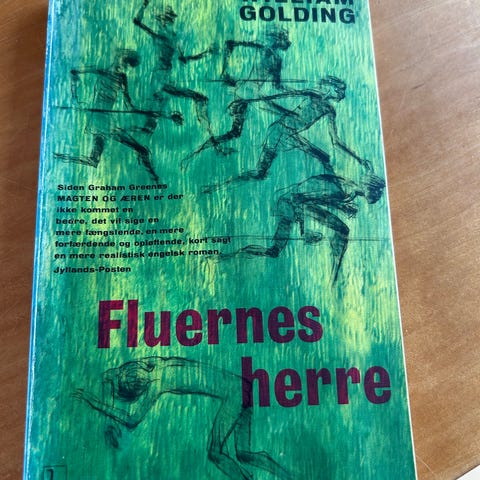 WILLIAM
GOLDING
Siden Graham Greenes
MAGTEN OG ÆREN er der
ikke kommet en
bedre, det vil sige en
mere fængslende, en mere
forfærdende og opløftende, kort sagt
en mere realistisk engelsk roman.
Jyllands-Posten
Fluernes
herre